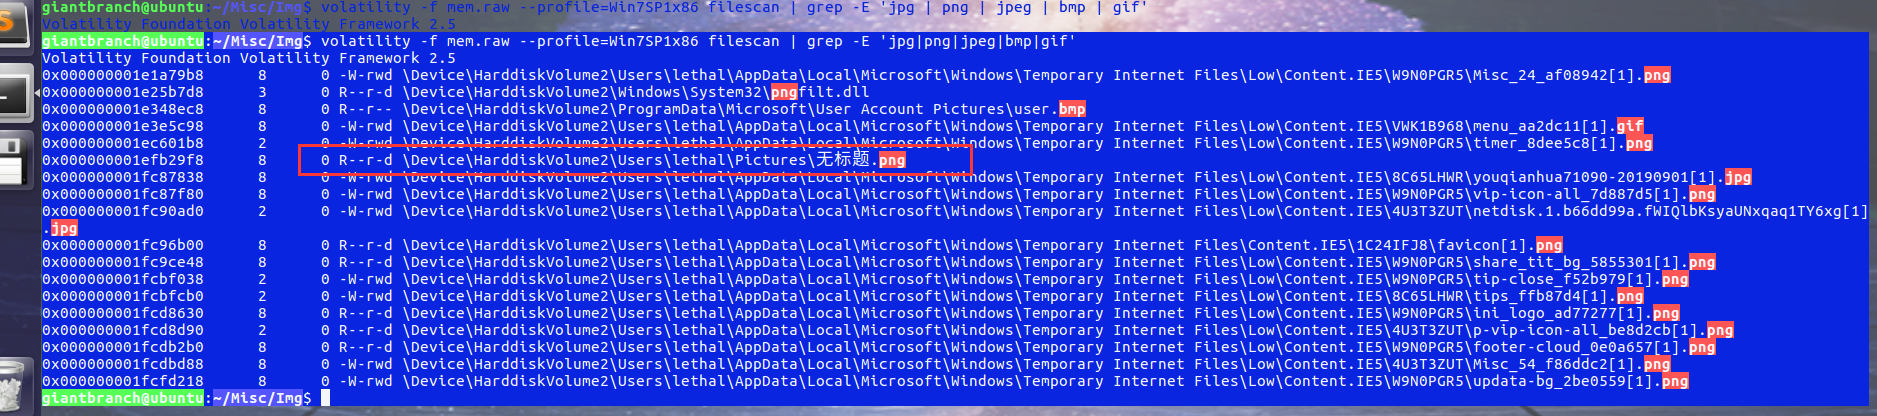 giantbranch@ubuntu:~/Misc/Img$ volatility -f mem.raw --profile=Win7SP1x86 filescan | grep -E 'jpg | png | jpeg | bmp | gif'
Volatility Foundation Volatility Framework 2.5
giantbranch@ubuntu:~/Misc/Img$ volatility -f mem.raw --profile=Win7SP1x86 filescan | grep -E 'jpg|png|jpeg|bmp|gif'
Volatility Foundation Volatility Framework 2.5
0x000000001e1a79b8 8 0 -W-rwd \Device\HarddiskVolume2\Users\lethal\AppData\Local\Microsoft\Windows\Temporary Internet Files\Low\Content.IE5\W9N0PGR5\Misc_24_af08942[1].png
0x000000001e25b7d8 3 0 R--r-d \Device\HarddiskVolume2\Windows\System32\pngfilt.dll
0x000000001e348ec8 8 0 R--r-- \Device\HarddiskVolume2\ProgramData\Microsoft\User Account Pictures\user.bmp
0x000000001e3e5c98 8 0 -W-rwd \Device\HarddiskVolume2\Users\lethal\AppData\Local\Microsoft\Windows\Temporary Internet Files\Low\Content.IE5\VWK1B968\menu_aa2dc11[1].gif
0x000000001ec601b8 2 0 -W-rwd \Device\HarddiskVolume2\Users\lethal\AppData\Local\Microsoft\Windows\Temporary Internet Files\Low\Content.IE5\W9N0PGR5\timer_8dee5c8[1].png
0x000000001efb29f8 8 0 R--r-d \Device\HarddiskVolume2\Users\lethal\Pictures\无标题.png
0x000000001fc87838 8 0 -W-rwd \Device\HarddiskVolume2\Users\lethal\AppData\Local\Microsoft\Windows\Temporary Internet Files\Low\Content.IE5\8C65LHWR\youqianhua71090-20190901[1].jpg
0x000000001fc87f80 8 0 -W-rwd \Device\HarddiskVolume2\Users\lethal\AppData\Local\Microsoft\Windows\Temporary Internet Files\Low\Content.IE5\W9N0PGR5\vip-icon-all_7d887d5[1].png
0x000000001fc90ad0 2 0 -W-rwd \Device\HarddiskVolume2\Users\lethal\AppData\Local\Microsoft\Windows\Temporary Internet Files\Low\Content.IE5\4U3T3ZUT\netdisk.1.b66dd99a.fWIQlbKsyaUNxqaq1TY6xg[1]
.jpg
0x000000001fc96b00 8 0 R--r-d \Device\HarddiskVolume2\Users\lethal\AppData\Local\Microsoft\Windows\Temporary Internet Files\Content.IE5\1C24IFJ8\favicon[1].png
0x000000001fc9ce48 8 0 R--r-d \Device\HarddiskVolume2\Users\lethal\AppData\Local\Microsoft\Windows\Temporary Internet Files\Low\Content.IE5\W9N0PGR5\share_tit_bg_5855301[1].png
0x000000001fcbf038 2 0 -W-rwd \Device\HarddiskVolume2\Users\lethal\AppData\Local\Microsoft\Windows\Temporary Internet Files\Low\Content.IE5\W9N0PGR5\tip-close_f52b979[1].png
0x000000001fcbfcb0 2 0 -W-rwd \Device\HarddiskVolume2\Users\lethal\AppData\Local\Microsoft\Windows\Temporary Internet Files\Low\Content.IE5\8C65LHWR\tips_ffb87d4[1].png
0x000000001fcd8630 8 0 R--r-d \Device\HarddiskVolume2\Users\lethal\AppData\Local\Microsoft\Windows\Temporary Internet Files\Low\Content.IE5\W9N0PGR5\ini_logo_ad77277[1].png
0x000000001fcd8d90 2 0 R--r-d \Device\HarddiskVolume2\Users\lethal\AppData\Local\Microsoft\Windows\Temporary Internet Files\Low\Content.IE5\4U3T3ZUT\p-vip-icon-all_be8d2cb[1].png
0x000000001fcdb2b0 8 0 R--r-d \Device\HarddiskVolume2\Users\lethal\AppData\Local\Microsoft\Windows\Temporary Internet Files\Low\Content.IE5\W9N0PGR5\footer-cloud_0e0a657[1].png
0x000000001fcdbd88 8 0 -W-rwd \Device\HarddiskVolume2\Users\lethal\AppData\Local\Microsoft\Windows\Temporary Internet Files\Low\Content.IE5\4U3T3ZUT\Misc_54_f86ddc2[1].png
0x000000001fcfd218 8 0 -W-rwd \Device\HarddiskVolume2\Users\lethal\AppData\Local\Microsoft\Windows\Temporary Internet Files\Low\Content.IE5\W9N0PGR5\updata-bg_2be0559[1].png
giantbranch@ubuntu:~/Misc/Img$